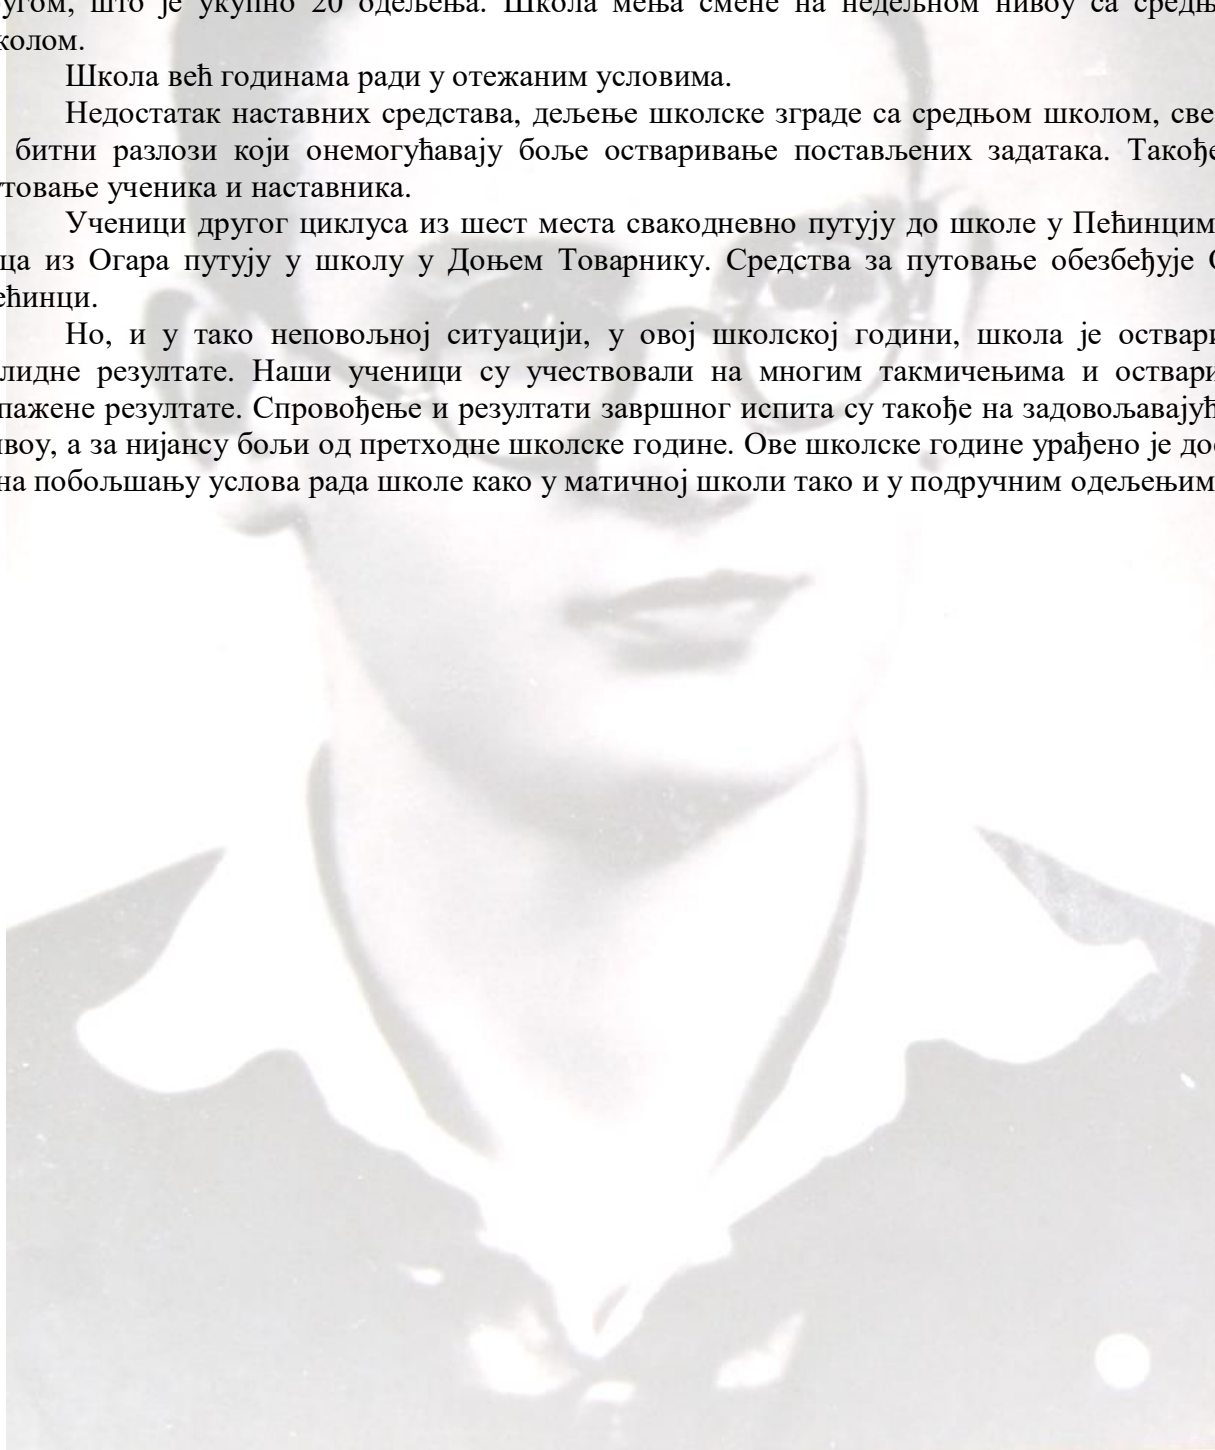 угом, што је укупно 20 одељења. Школа мења смене на недељном нивоу са средњ
колом.
Школа већ годинама ради у отежаним условима.
Недостатак наставних средстава, дељење школске зграде са средњом школом, све
битни разлози који онемогућавају боље остваривање постављених задатака. Такође
товање ученика и наставника.
Ученици другог циклуса из шест места свакодневно путују до школе у Пећинцим
ца из Огара путују у школу у Доњем Товарнику. Средства за путовање обезбеђује О
ећинци.
Но, и у тако неповољној ситуацији, у овој школској години, школа је оствари
лидне резултате. Наши ученици су учествовали на многим такмичењима и оствари
пажене резултате. Спровођење и резултати завршног испита су такође на задовољавајућ
ивоу, а за нијансу бољи од претходне школске године. Ове школске године урађено је дос
на побољшању услова рада школе како у матичној школи тако и у подручним одељењим